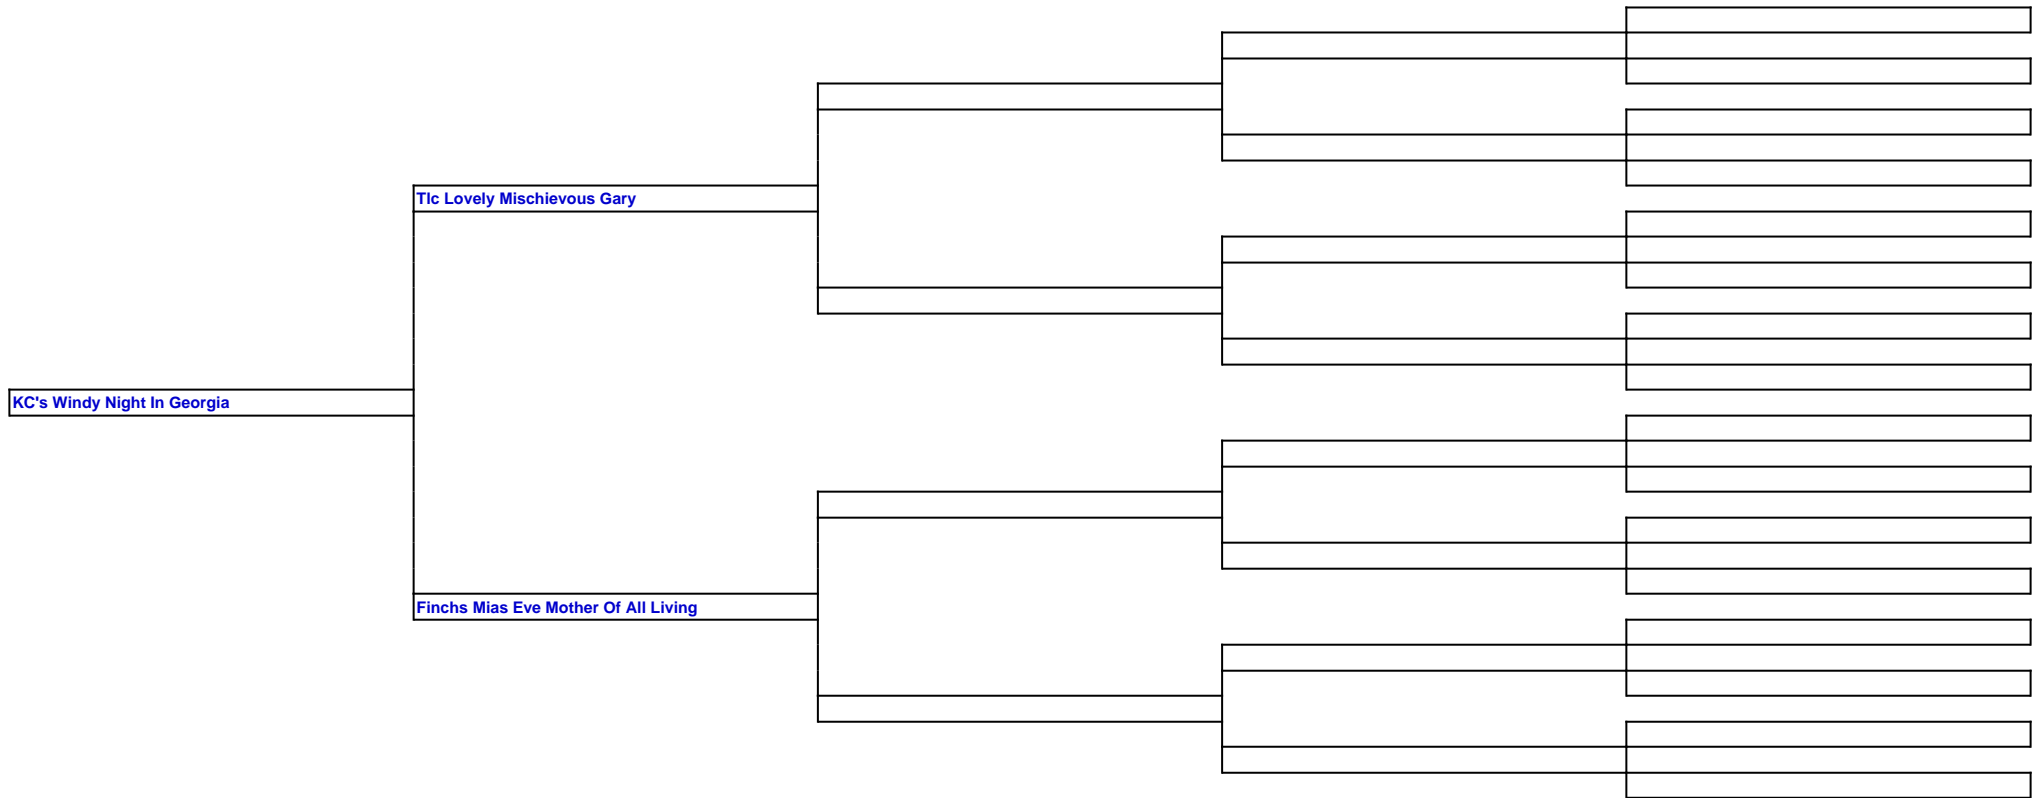 Tlc Lovely Mischievous Gary
KC's Windy Night In Georgia
Finchs Mias Eve Mother Of All Living